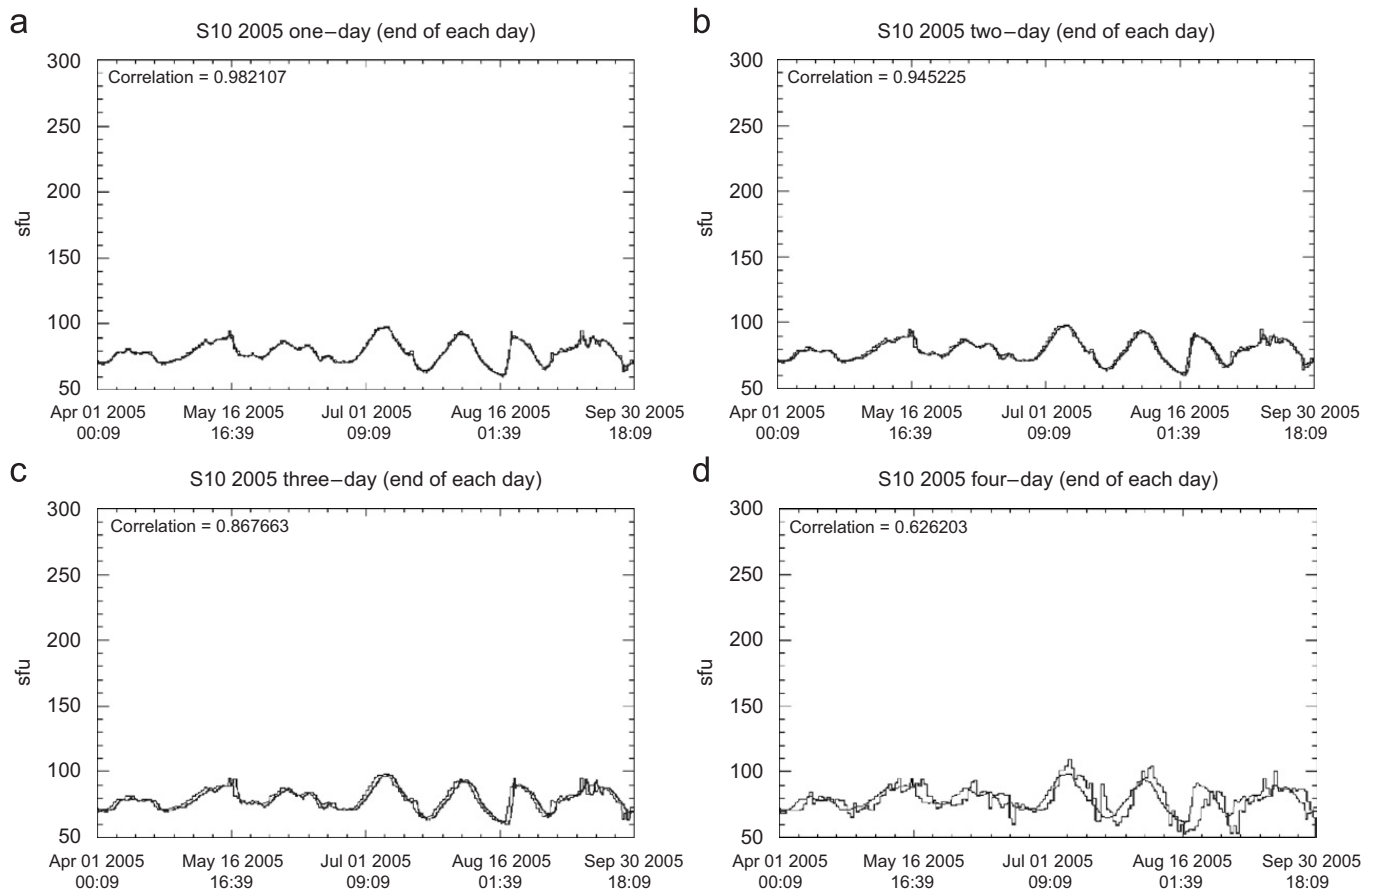 a
S10 2005 one–day (end of each day)
Correlation = 0.982107
300
250
200
150
100
50
sfu
Apr 01 2005 May 16 2005 Jul 01 2005 Aug 16 2005 Sep 30 2005
00:09 16:39 09:09 01:39 18:09
b
S10 2005 two–day (end of each day)
Correlation = 0.945225
300
250
200
150
100
50
sfu
Apr 01 2005 May 16 2005 Jul 01 2005 Aug 16 2005 Sep 30 2005
00:09 16:39 09:09 01:39 18:09
c
S10 2005 three–day (end of each day)
Correlation = 0.867663
300
250
200
150
100
50
sfu
Apr 01 2005 May 16 2005 Jul 01 2005 Aug 16 2005 Sep 30 2005
00:09 16:39 09:09 01:39 18:09
d
S10 2005 four–day (end of each day)
Correlation = 0.626203
300
250
200
150
100
50
sfu
Apr 01 2005 May 16 2005 Jul 01 2005 Aug 16 2005 Sep 30 2005
00:09 16:39 09:09 01:39 18:09